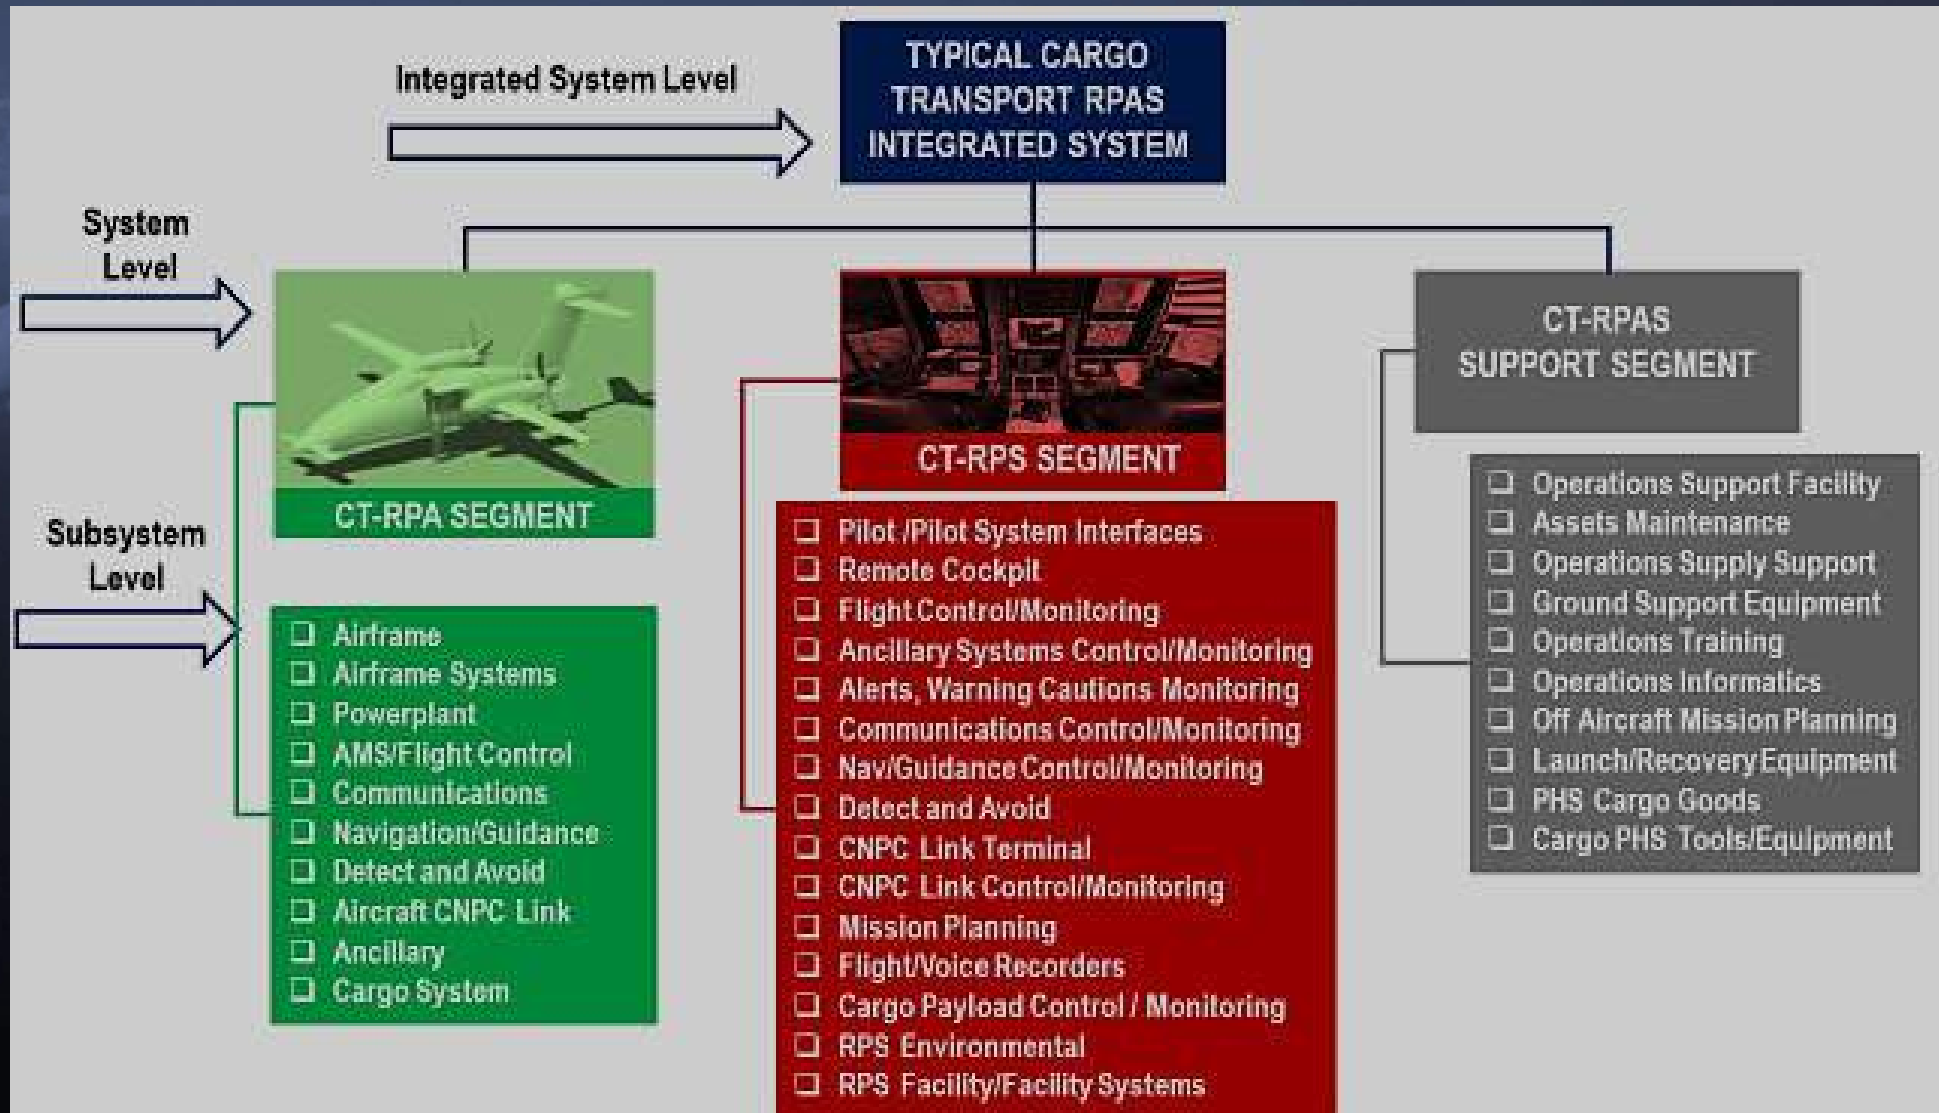 TYPICAL CARGO
TRANSPORT RPAS
INTEGRATED SYSTEM
Integrated System Level
System
Level
Subsystem
Level
CT-RPA SEGMENT
Airframe
Airframe Systems
Powerplant
AMS/Flight Control
Communications
Navigation/Guidance
Detect and Avoid
Aircraft CNPC Link
Ancillary
Cargo System
CT-RPS SEGMENT
Pilot /Pilot System Interfaces
Remote Cockpit
Flight Control/Monitoring
Ancillary Systems Control/Monitoring
Alerts, Warning Cautions Monitoring
Communications Control/Monitoring
Nav/Guidance Control/Monitoring
Detect and Avoid
CNPC Link Terminal
CNPC Link Control/Monitoring
Mission Planning
Flight/Voice Recorders
Cargo Payload Control / Monitoring
RPS Environmental
RPS Facility/Facility Systems
CT-RPAS
SUPPORT SEGMENT
Operations Support Facility
Assets Maintenance
Operations Supply Support
Ground Support Equipment
Operations Training
Operations Informatics
Off Aircraft Mission Planning
Launch/Recovery Equipment
PHS Cargo Goods
Cargo PHS Tools/Equipment